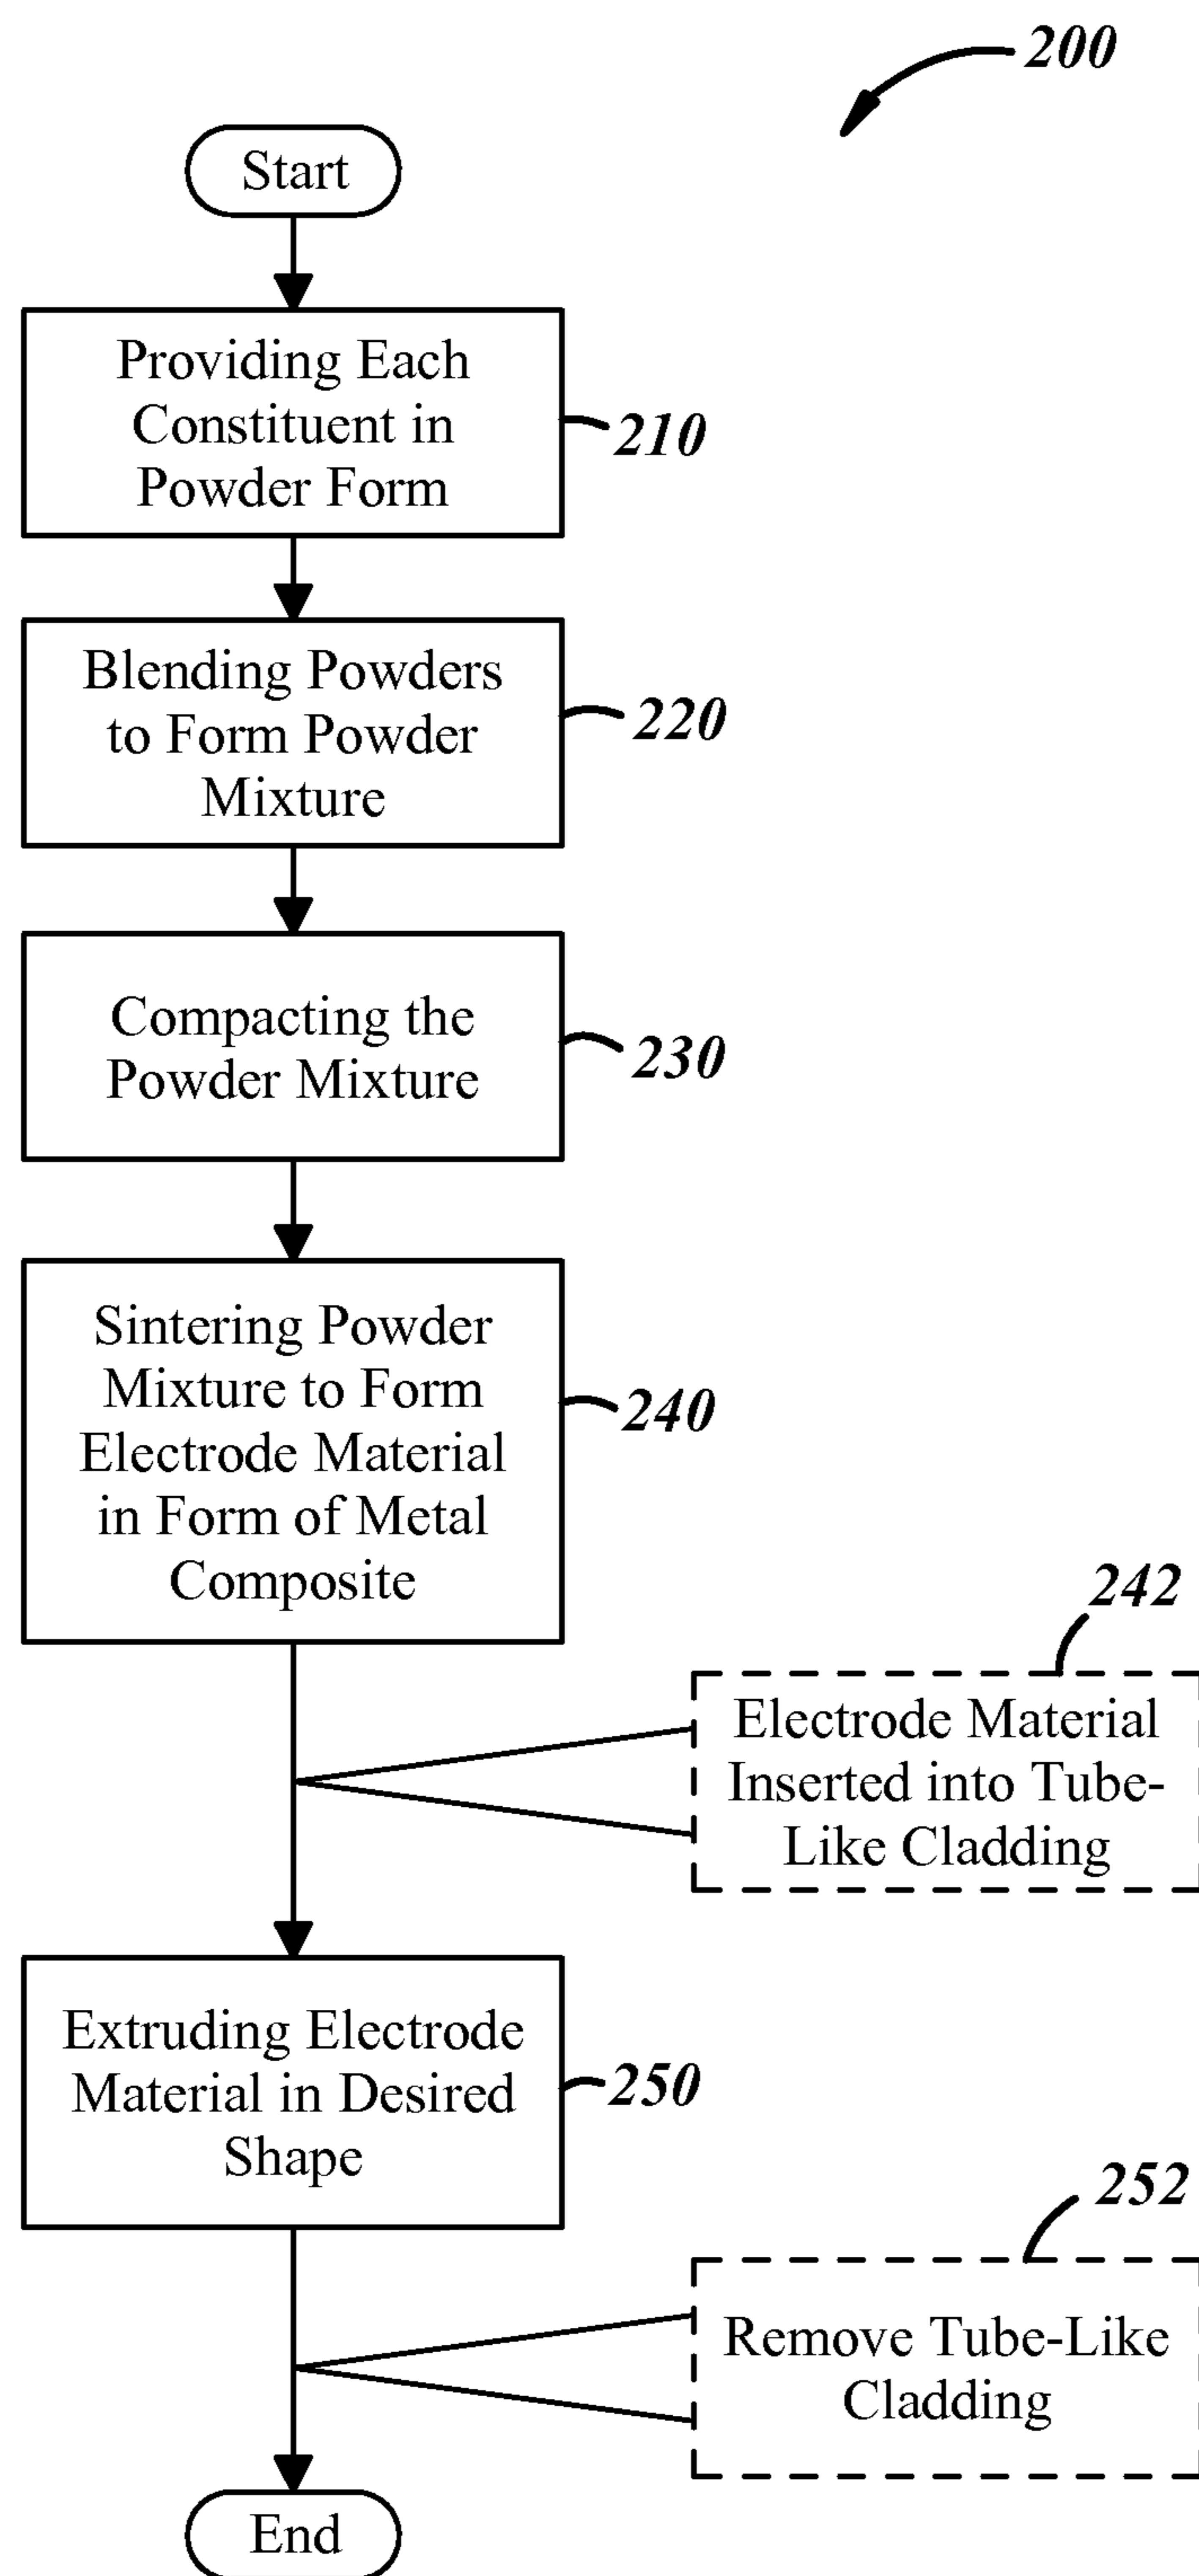 200
Start
Providing Each
Constituent in
Powder Form
210
Blending Powders
to Form Powder
Mixture
220
Compacting the
Powder Mixture
230
Sintering Powder
Mixture to Form
Electrode Material
in Form of Metal
Composite
240
242
Electrode Material
Inserted into Tube-
Like Cladding
Extruding Electrode
Material in Desired
Shape
250
252
Remove Tube-Like
Cladding
End